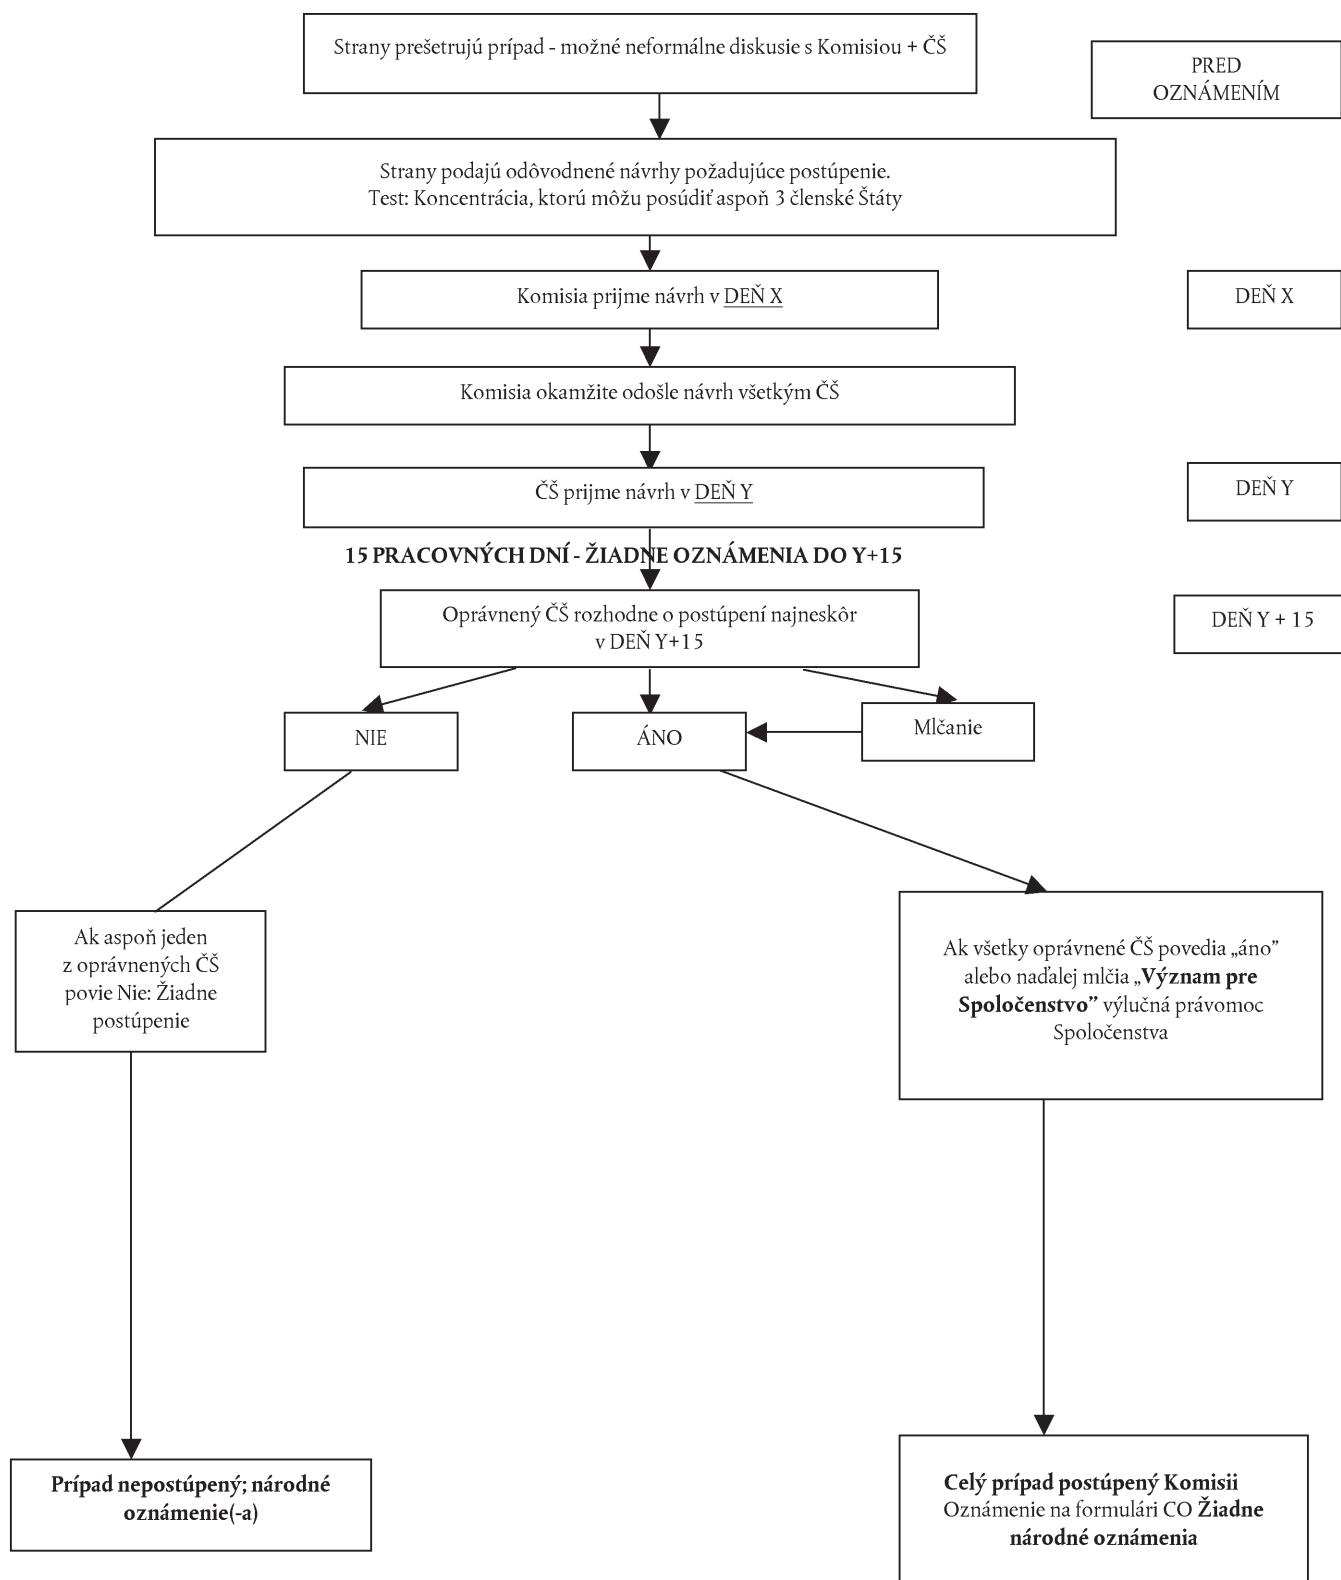 Strany prešetrujú prípad - možné neformálne diskusie s Komisiou + ČŠ
PRED
OZNÁMENÍM
Strany podajú odôvodnené návrhy požadujúce postúpenie.
Test: Koncentrácia, ktorú môžu posúdiť aspoň 3 členské Štáty
Komisia prijme návrh v DEŇ X
DEŇ X
Komisia okamžite odošle návrh všetkým ČŠ
ČŠ prijme návrh v DEŇ Y
DEŇ Y
15 PRACOVNÝCH DNÍ - ŽIADNE OZNÁMENIA DO Y+15
Oprávnený ČŠ rozhodne o postúpení najneskôr
v DEŇ Y+15
DEŇ Y + 15
NIE
ÁNO
Mlčanie
Ak aspoň jeden
z oprávnených ČŠ
povie Nie: Žiadne
postúpenie
Ak všetky oprávnené ČŠ povedia „áno”
alebo naďalej mlčia „Význam pre
Spoločenstvo” výlučná právomoc
Spoločenstva
Prípad nepostúpený; národné
oznámenie(-a)
Celý prípad postúpený Komisii
Oznámenie na formulári CO Žiadne
národné oznámenia